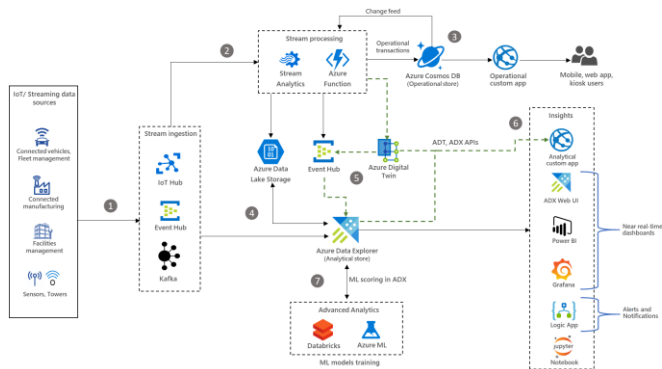 Change feed
Stream processing
2
Stream
Analytics
Azure
Function
Operational
transactions
3
Azure Cosmos DB
(Operational store)
Operational
custom app
Mobile, web app,
kiosk users
IoT/ Streaming data
sources
Connected vehicles,
Fleet management
Connected
manufacturing
Facilities
management
Sensors, Towers
1
Stream ingestion
IoT Hub
Event Hub
Kafka
Azure Data
Lake Storage
Event Hub
Azure Digital
Twin
ADT, ADX APIs
5
4
Azure Data Explorer
(Analytical store)
7
ML scoring in ADX
Advanced Analytics
Databricks
Azure ML
ML models training
6
Insights
Analytical
custom app
ADX Web UI
Power BI
Grafana
Near real-time
dashboards
Logic App
Alerts and
Notifications
jupyter
Notebook